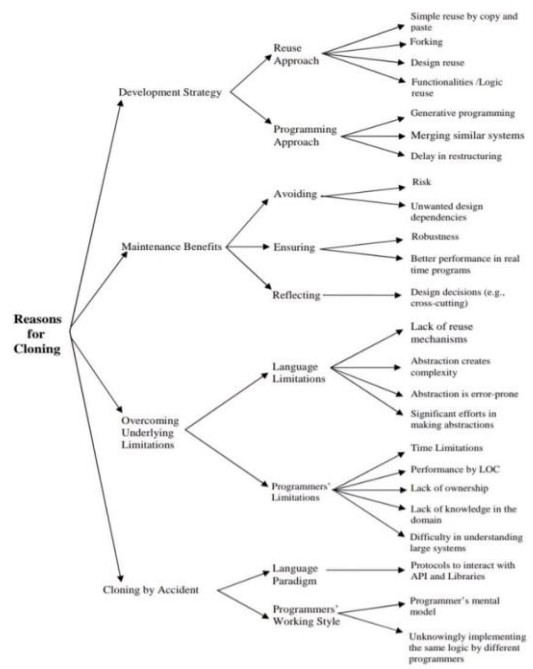 Reasons
for
Cloning
Development Strategy
Reuse
Approach
Simple reuse by copy and
paste
Forking
Design reuse
Functionalities /Logic
reuse
Programming
Approach
Generative programming
Merging similar systems
Delay in restructuring
Maintenance Benefits
Avoiding
Risk
Unwanted design
dependencies
Ensuring
Robustness
Better performance in real
time programs
Reflecting
Design decisions (e.g.,
cross-cutting)
Overcoming
Underlying
Limitations
Language
Limitations
Lack of reuse
mechanisms
Abstraction creates
complexity
Abstraction is error-prone
Significant efforts in
making abstractions
Programmers'
Limitations
Time Limitations
Performance by LOC
Lack of ownership
Lack of knowledge in the
domain
Difficulty in understanding
large systems
Cloning by Accident
Language
Paradigm
Protocols to interact with
API and Libraries
Programmers'
Working Style
Programmer's mental
model
Unknowingly implementing
the same logic by different
programmers